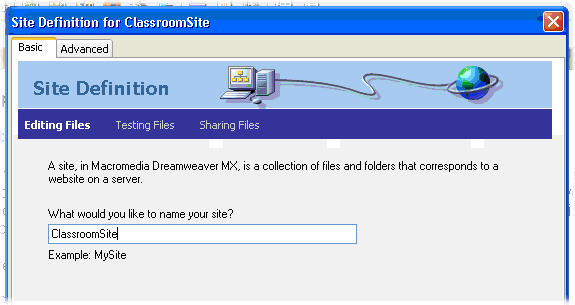 Site Definition for ClassroomSite
Basic Advanced
Site Definition
Editing Files Testing Files Sharing Files
A site, in Macromedia Dreamweaver MX, is a collection of files and folders that corresponds to a
website on a server.
What would you like to name your site?
ClassroomSite
Example: MySite